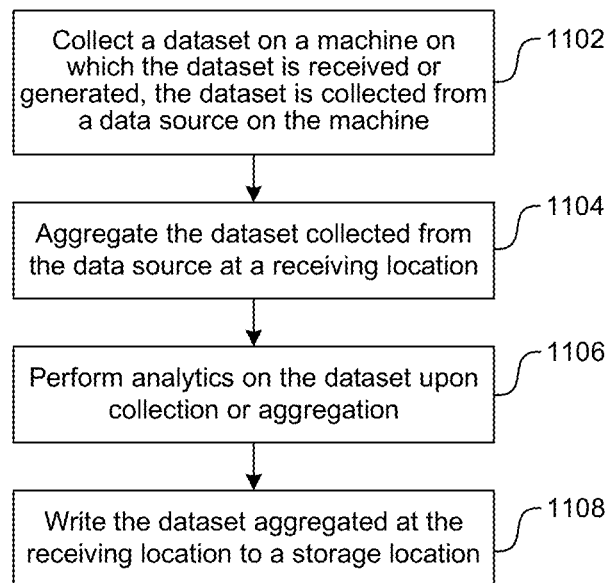 Collect a dataset on a machine on
which the dataset is received or
generated, the dataset is collected from
a data source on the machine
1102
Aggregate the dataset collected from
the data source at a receiving location
1104
Perform analytics on the dataset upon
collection or aggregation
1106
Write the dataset aggregated at the
receiving location to a storage location
1108